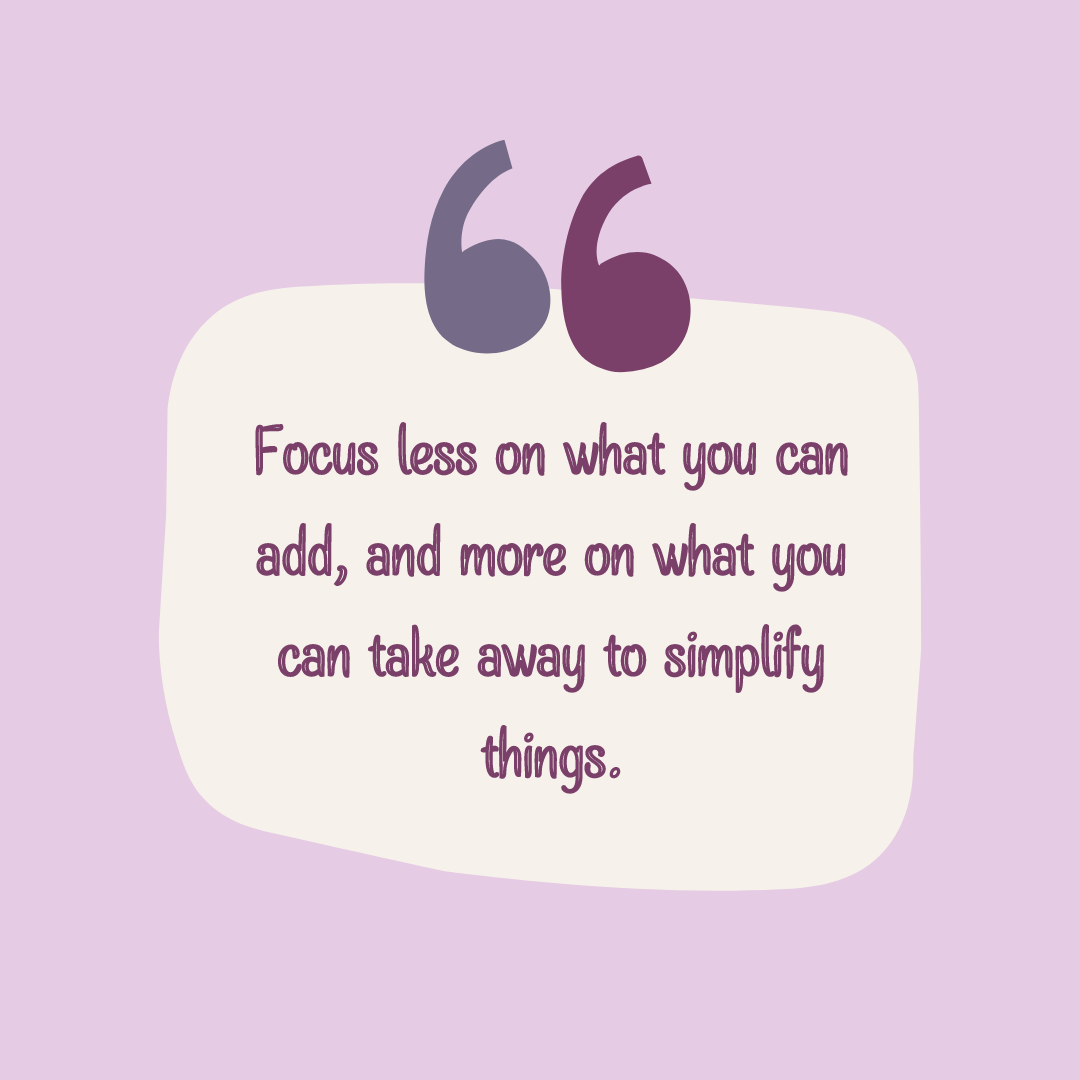 Focus less on what you can
add, and more on what you
can take away to simplify
things.